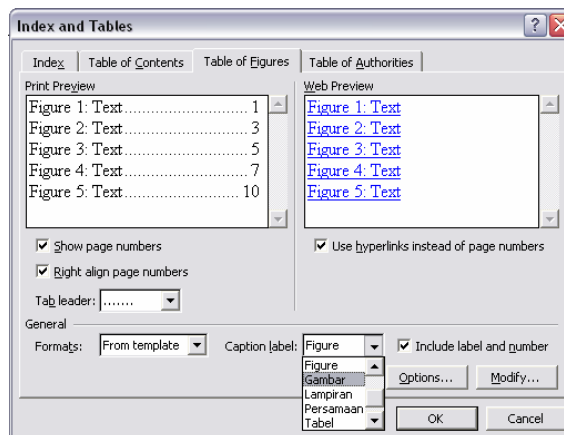 Index and Tables
Index Table of Contents Table of Figures Table of Authorities
Print Preview
Figure 1: Text.............................. 1
Figure 2: Text.............................. 3
Figure 3: Text.............................. 5
Figure 4: Text.............................. 7
Figure 5: Text............................ 10
Web Preview
Figure 1: Text
Figure 2: Text
Figure 3: Text
Figure 4: Text
Figure 5: Text
Show page numbers
Right align page numbers
Tab leader: .......
Use hyperlinks instead of page numbers
General
Formats: From template Caption label: Figure Include label and number
Figure
Gambar
Lampiran
Persamaan
Tabel
Options... Modify...
OK Cancel